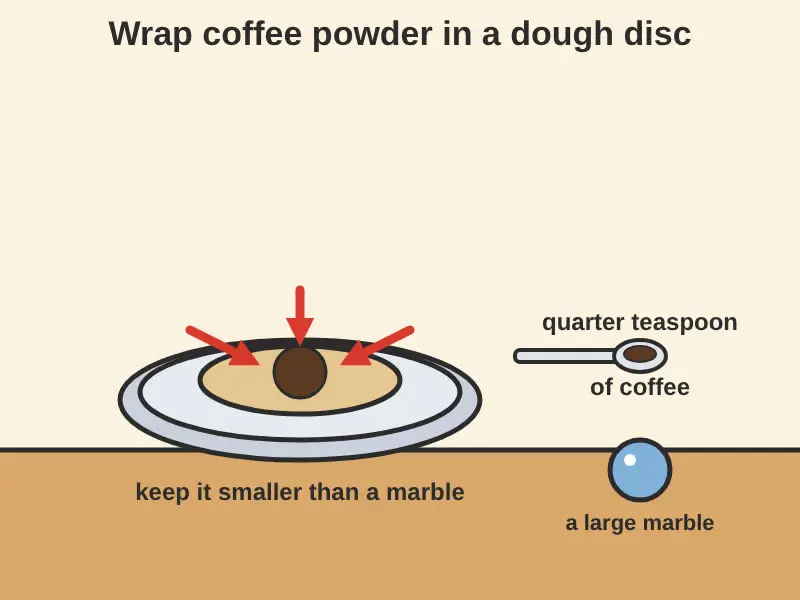 Wrap coffee powder in a dough disc
quarter teaspoon
of coffee
keep it smaller than a marble
a large marble